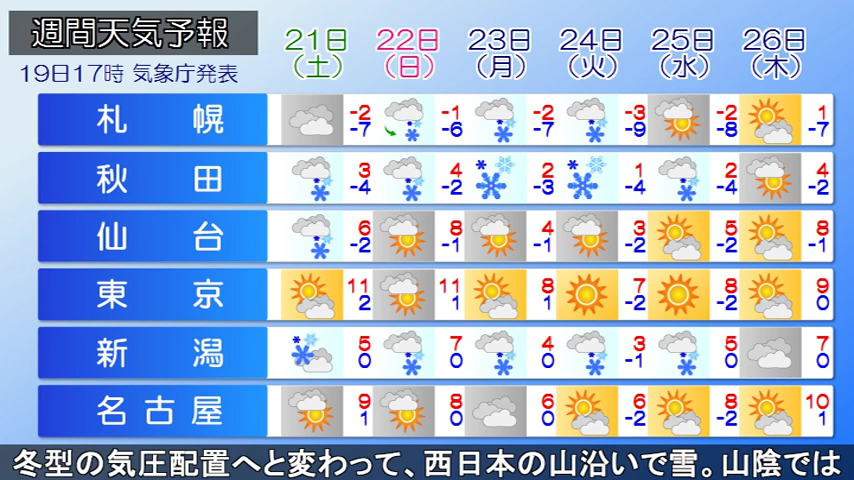 週間天気予報
19日17時 気象庁発表
21日 22日 23日 24日 25日 26日
（土） （日） （月） （火） （水） （木）
札幌 -2 -7 -1 -6 -2 -7 -3 -9 -2 -8 1 -7
秋田 3 -4 4 -2 2 -3 1 -4 2 -4 4 -2
仙台 6 -2 8 -1 4 -1 3 -2 5 -2 8 -1
東京 11 2 11 1 8 1 7 -2 8 -2 9 0
新潟 5 0 7 0 4 0 3 -1 5 0 7 0
名古屋 9 1 8 0 6 0 6 -2 8 -2 10 1
冬型の気圧配置へと変わって、西日本の山沿いで雪。山陰では